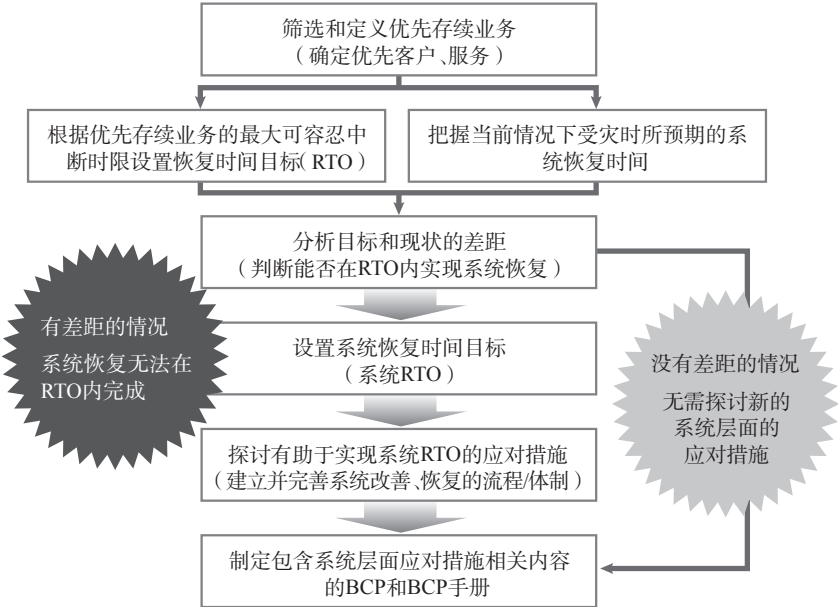 筛选和定义优先存续业务
（确定优先客户、服务）
根据优先存续业务的最大可容忍中
断时限设置恢复时间目标（RTO）
把握当前情况下受灾时所预期的系
统恢复时间
分析目标和现状的差距
（判断能否在RTO内实现系统恢复）
有差距的情况
系统恢复无法在
RTO内完成
设置系统恢复时间目标
（系统RTO）
没有差距的情况
无需探讨新的
系统层面的
应对措施
探讨有助于实现系统RTO的应对措施
（建立并完善系统改善、恢复的流程/体制）
制定包含系统层面应对措施相关内容
的BCP和BCP手册